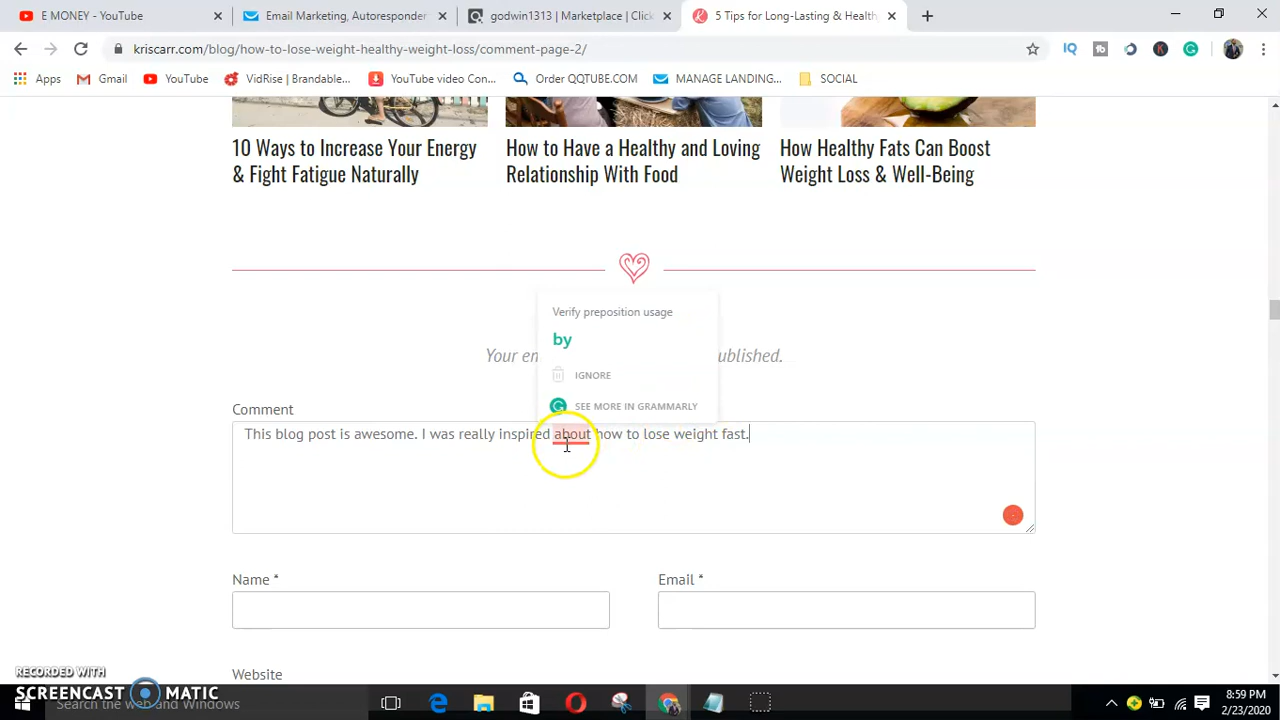 E MONEY - YouTube
Email Marketing, Autoresponder
godwin1313 | Marketplace | Click
5 Tips for Long-Lasting & Health
kriscarr.com/blog/how-to-lose-weight-healthy-weight-loss/comment-page-2/
Apps
Gmail
YouTube
VidRise | Brandable...
YouTube video Con...
Order QQTUBE.COM
MANAGE LANDING...
SOCIAL
10 Ways to Increase Your Energy
& Fight Fatigue Naturally
How to Have a Healthy and Loving
Relationship With Food
How Healthy Fats Can Boost
Weight Loss & Well-Being
Verify preposition usage
by
Your em
ublished.
IGNORE
SEE MORE IN GRAMMARLY
Comment
This blog post is awesome. I was really inspired about how to lose weight fast.
Name *
Email *
Website
RECORDED WITH
SCREENCAST MATIC
Search the web and Windows
8:59 PM
2/23/2020